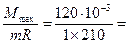 M_max / mR = 120·10⁻³ / 1×210 =